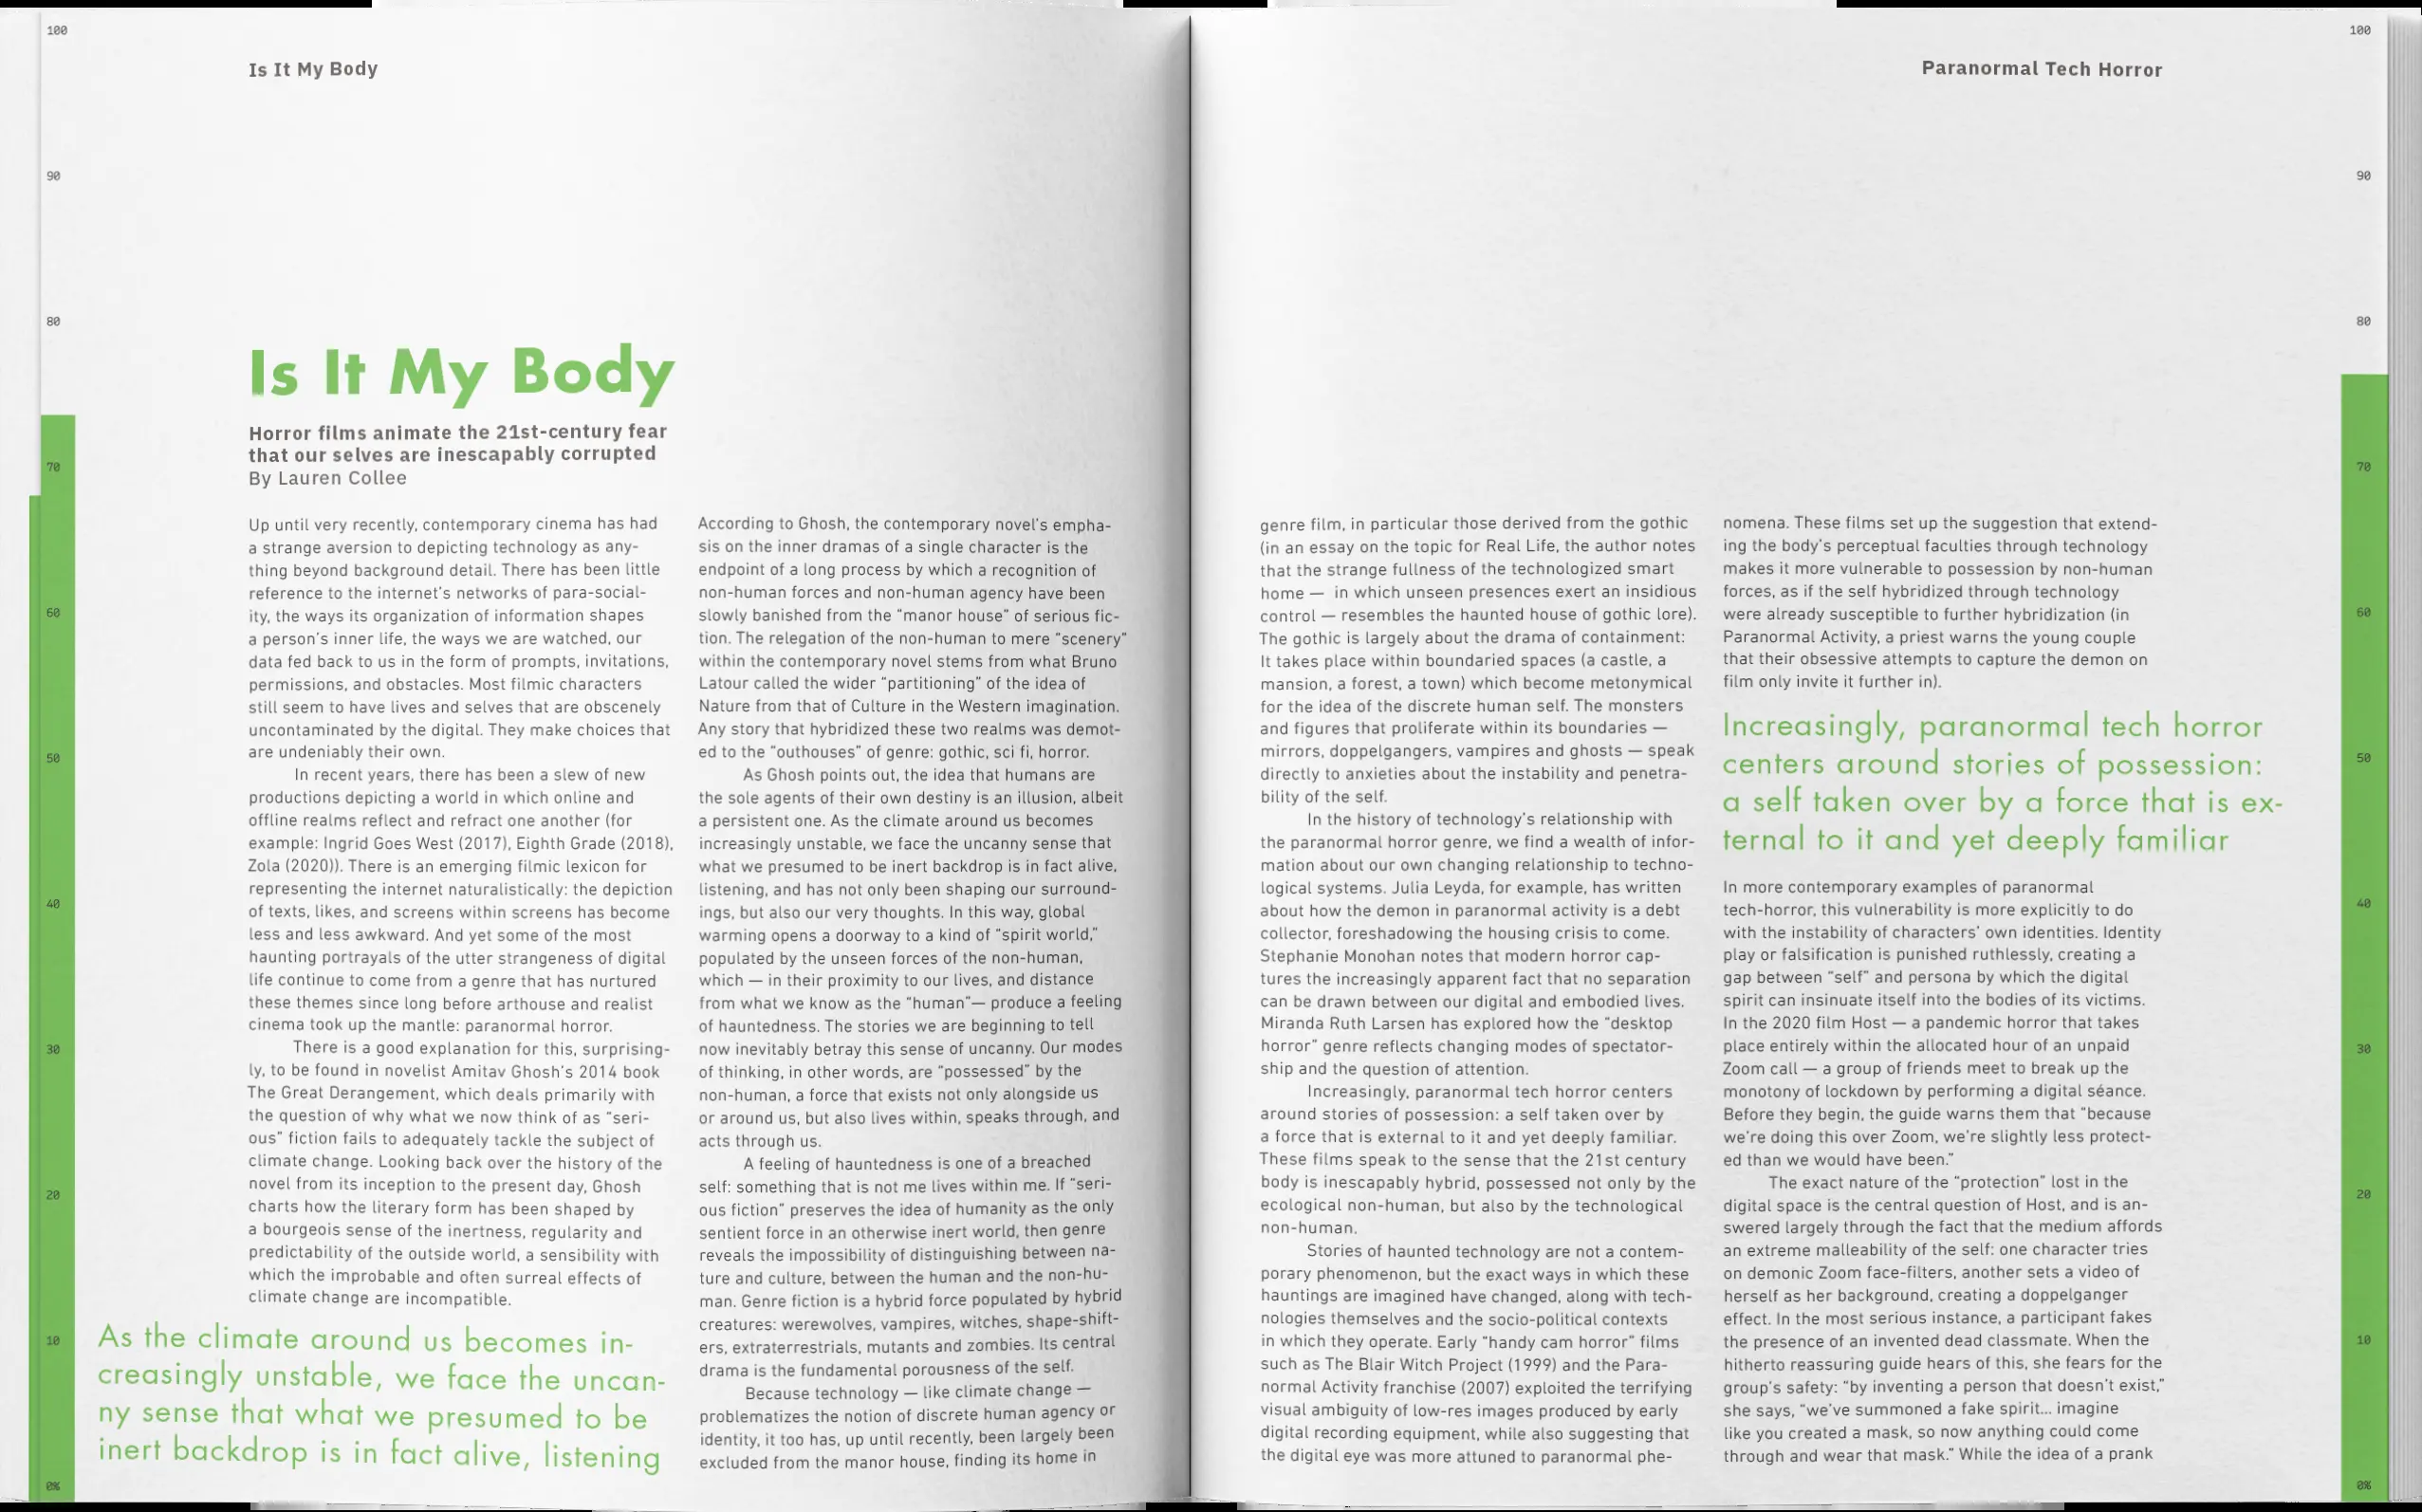 100
90
80
70
60
50
40
30
20
10
0%
Is It My Body
Is It My Body
Horror films animate the 21st-century fear
that our selves are inescapably corrupted
By Lauren Collee
Up until very recently, contemporary cinema has had
a strange aversion to depicting technology as any-
thing beyond background detail. There has been little
reference to the internet's networks of para-social-
ity, the ways its organization of information shapes
a person's inner life, the ways we are watched, our
data fed back to us in the form of prompts, invitations,
permissions, and obstacles. Most filmic characters
still seem to have lives and selves that are obscenely
uncontaminated by the digital. They make choices that
are undeniably their own.
In recent years, there has been a slew of new
productions depicting a world in which online and
offline realms reflect and refract one another (for
example: Ingrid Goes West (2017), Eighth Grade (2018),
Zola (2020)). There is an emerging filmic lexicon for
representing the internet naturalistically: the depiction
of texts, likes, and screens within screens has become
less and less awkward. And yet some of the most
haunting portrayals of the utter strangeness of digital
life continue to come from a genre that has nurtured
these themes since long before arthouse and realist
cinema took up the mantle: paranormal horror.
There is a good explanation for this, surprising-
ly, to be found in novelist Amitav Ghosh's 2014 book
The Great Derangement, which deals primarily with
the question of why what we now think of as "seri-
ous" fiction fails to adequately tackle the subject of
climate change. Looking back over the history of the
novel from its inception to the present day, Ghosh
charts how the literary form has been shaped by
a bourgeois sense of the inertness, regularity and
predictability of the outside world, a sensibility with
which the improbable and often surreal effects of
climate change are incompatible.
As the climate around us becomes in-
creasingly unstable, we face the uncan-
ny sense that what we presumed to be
inert backdrop is in fact alive, listening
According to Ghosh, the contemporary novel's empha-
sis on the inner dramas of a single character is the
endpoint of a long process by which a recognition of
non-human forces and non-human agency have been
slowly banished from the "manor house" of serious fic-
tion. The relegation of the non-human to mere "scenery"
within the contemporary novel stems from what Bruno
Latour called the wider "partitioning" of the idea of
Nature from that of Culture in the Western imagination.
Any story that hybridized these two realms was demot-
ed to the "outhouses" of genre: gothic, sci fi, horror.
As Ghosh points out, the idea that humans are
the sole agents of their own destiny is an illusion, albeit
a persistent one. As the climate around us becomes
increasingly unstable, we face the uncanny sense that
what we presumed to be inert backdrop is in fact alive,
listening, and has not only been shaping our surround-
ings, but also our very thoughts. In this way, global
warming opens a doorway to a kind of "spirit world,"
populated by the unseen forces of the non-human,
which — in their proximity to our lives, and distance
from what we know as the "human"— produce a feeling
of hauntedness. The stories we are beginning to tell
now inevitably betray this sense of uncanny. Our modes
of thinking, in other words, are "possessed" by the
non-human, a force that exists not only alongside us
or around us, but also lives within, speaks through, and
acts through us.
A feeling of hauntedness is one of a breached
self: something that is not me lives within me. If "seri-
ous fiction" preserves the idea of humanity as the only
sentient force in an otherwise inert world, then genre
reveals the impossibility of distinguishing between na-
ture and culture, between the human and the non-hu-
man. Genre fiction is a hybrid force populated by hybrid
creatures: werewolves, vampires, witches, shape-shift-
ers, extraterrestrials, mutants and zombies. Its central
drama is the fundamental porousness of the self.
Because technology — like climate change —
problematizes the notion of discrete human agency or
identity, it too has, up until recently, been largely been
excluded from the manor house, finding its home in
Paranormal Tech Horror
genre film, in particular those derived from the gothic
(in an essay on the topic for Real Life, the author notes
that the strange fullness of the technologized smart
home — in which unseen presences exert an insidious
control — resembles the haunted house of gothic lore).
The gothic is largely about the drama of containment:
It takes place within boundaried spaces (a castle, a
mansion, a forest, a town) which become metonymical
for the idea of the discrete human self. The monsters
and figures that proliferate within its boundaries —
mirrors, doppelgangers, vampires and ghosts — speak
directly to anxieties about the instability and penetra-
bility of the self.
In the history of technology's relationship with
the paranormal horror genre, we find a wealth of infor-
mation about our own changing relationship to techno-
logical systems. Julia Leyda, for example, has written
about how the demon in paranormal activity is a debt
collector, foreshadowing the housing crisis to come.
Stephanie Monohan notes that modern horror cap-
tures the increasingly apparent fact that no separation
can be drawn between our digital and embodied lives.
Miranda Ruth Larsen has explored how the "desktop
horror" genre reflects changing modes of spectator-
ship and the question of attention.
Increasingly, paranormal tech horror centers
around stories of possession: a self taken over by
a force that is external to it and yet deeply familiar.
These films speak to the sense that the 21st century
body is inescapably hybrid, possessed not only by the
ecological non-human, but also by the technological
non-human.
Stories of haunted technology are not a contem-
porary phenomenon, but the exact ways in which these
hauntings are imagined have changed, along with tech-
nologies themselves and the socio-political contexts
in which they operate. Early "handy cam horror" films
such as The Blair Witch Project (1999) and the Para-
normal Activity franchise (2007) exploited the terrifying
visual ambiguity of low-res images produced by early
digital recording equipment, while also suggesting that
the digital eye was more attuned to paranormal phe-
nomena. These films set up the suggestion that extend-
ing the body's perceptual faculties through technology
makes it more vulnerable to possession by non-human
forces, as if the self hybridized through technology
were already susceptible to further hybridization (in
Paranormal Activity, a priest warns the young couple
that their obsessive attempts to capture the demon on
film only invite it further in).
Increasingly, paranormal tech horror
centers around stories of possession:
a self taken over by a force that is ex-
ternal to it and yet deeply familiar
In more contemporary examples of paranormal
tech-horror, this vulnerability is more explicitly to do
with the instability of characters' own identities. Identity
play or falsification is punished ruthlessly, creating a
gap between "self" and persona by which the digital
spirit can insinuate itself into the bodies of its victims.
In the 2020 film Host — a pandemic horror that takes
place entirely within the allocated hour of an unpaid
Zoom call — a group of friends meet to break up the
monotony of lockdown by performing a digital séance.
Before they begin, the guide warns them that "because
we're doing this over Zoom, we're slightly less protect-
ed than we would have been."
The exact nature of the "protection" lost in the
digital space is the central question of Host, and is an-
swered largely through the fact that the medium affords
an extreme malleability of the self: one character tries
on demonic Zoom face-filters, another sets a video of
herself as her background, creating a doppelganger
effect. In the most serious instance, a participant fakes
the presence of an invented dead classmate. When the
hitherto reassuring guide hears of this, she fears for the
group's safety: "by inventing a person that doesn't exist,"
she says, "we've summoned a fake spirit... imagine
like you created a mask, so now anything could come
through and wear that mask." While the idea of a prank
100
90
80
70
60
50
40
30
20
10
0%